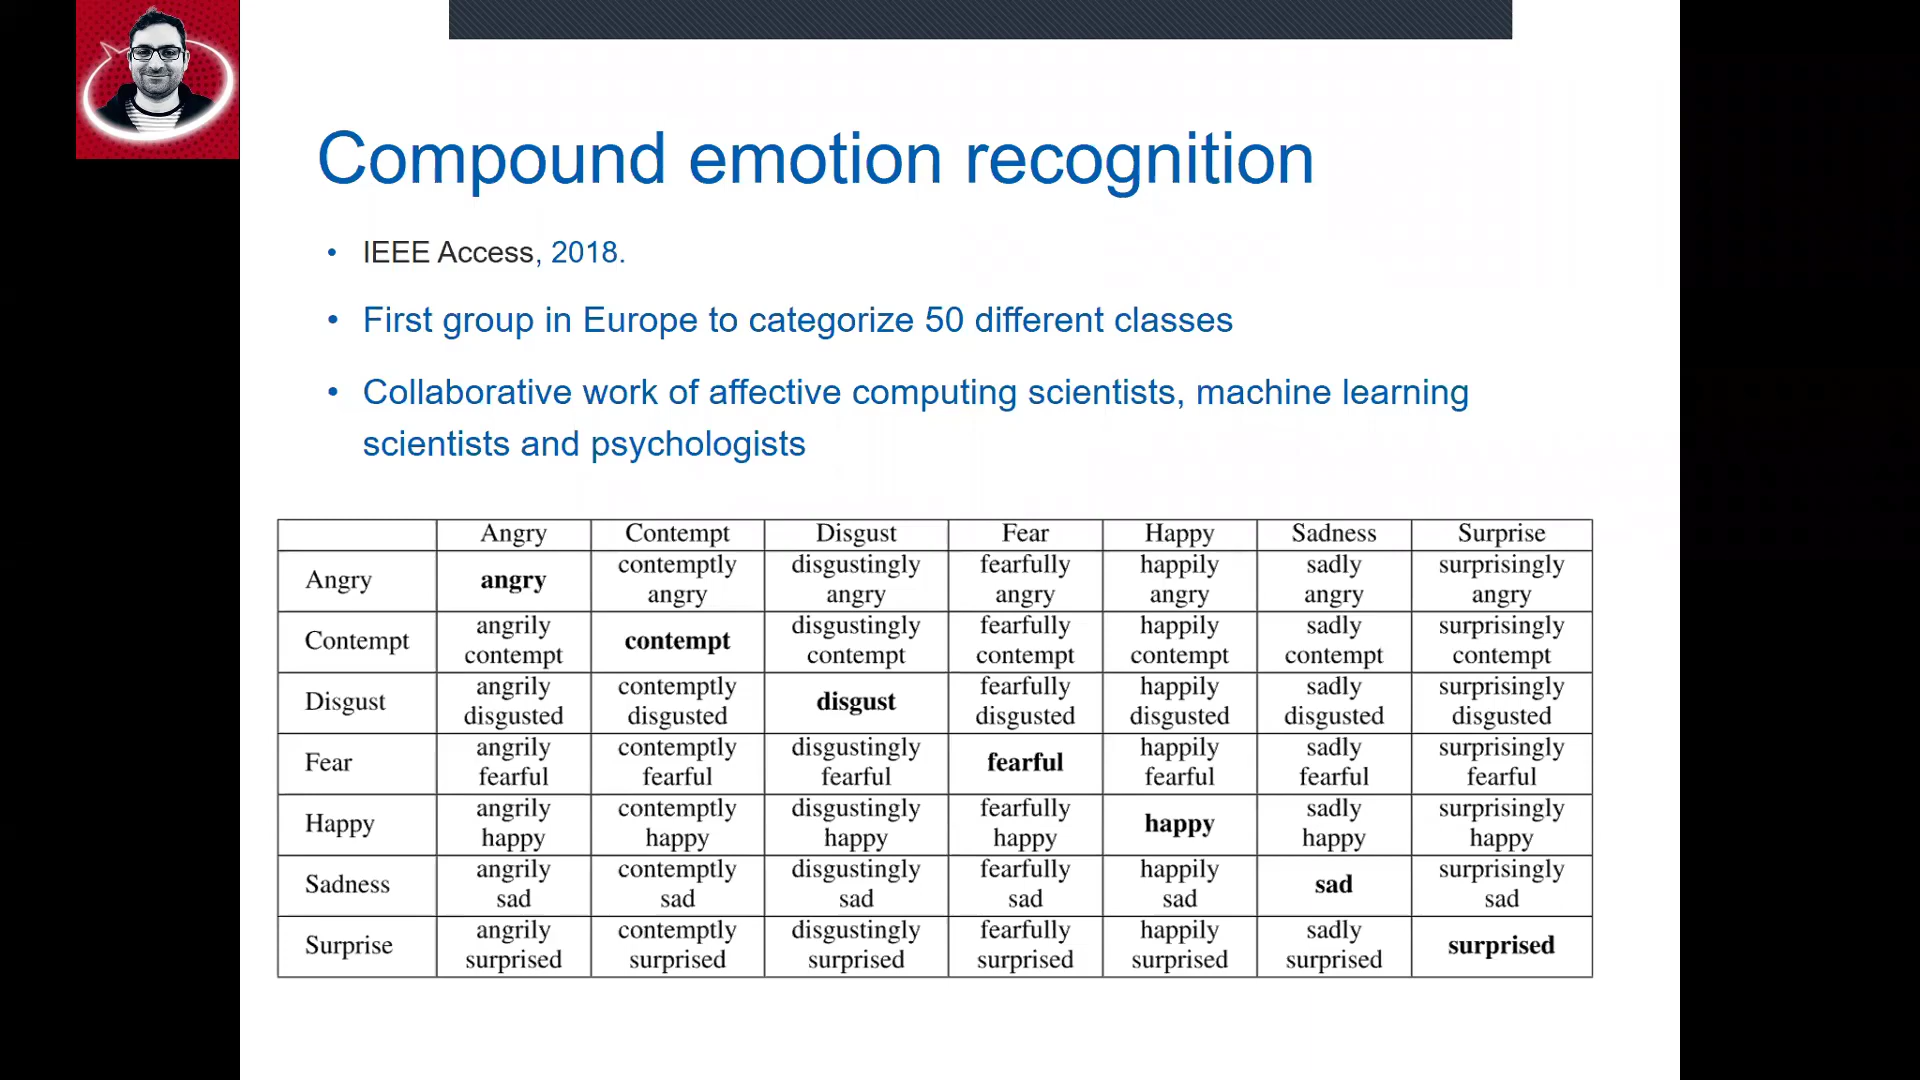 Compound emotion recognition
• IEEE Access, 2018.
• First group in Europe to categorize 50 different classes
• Collaborative work of affective computing scientists, machine learning
scientists and psychologists
Angry Contempt Disgust Fear Happy Sadness Surprise
Angry angry contemptly angry disgustingly angry fearfully angry happily angry sadly angry surprisingly angry
Contempt angrily contempt contempt disgustingly contempt fearfully contempt happily contempt sadly contempt surprisingly contempt
Disgust angrily disgusted contemptly disgusted disgust fearfully disgusted happily disgusted sadly disgusted surprisingly disgusted
Fear angrily fearful contemptly fearful disgustingly fearful fearful happily fearful sadly fearful surprisingly fearful
Happy angrily happy contemptly happy disgustingly happy fearfully happy happy sadly happy surprisingly happy
Sadness angrily sad contemptly sad disgustingly sad fearfully sad happily sad sad surprisingly sad
Surprise angrily surprised contemptly surprised disgustingly surprised fearfully surprised happily surprised sadly surprised surprised